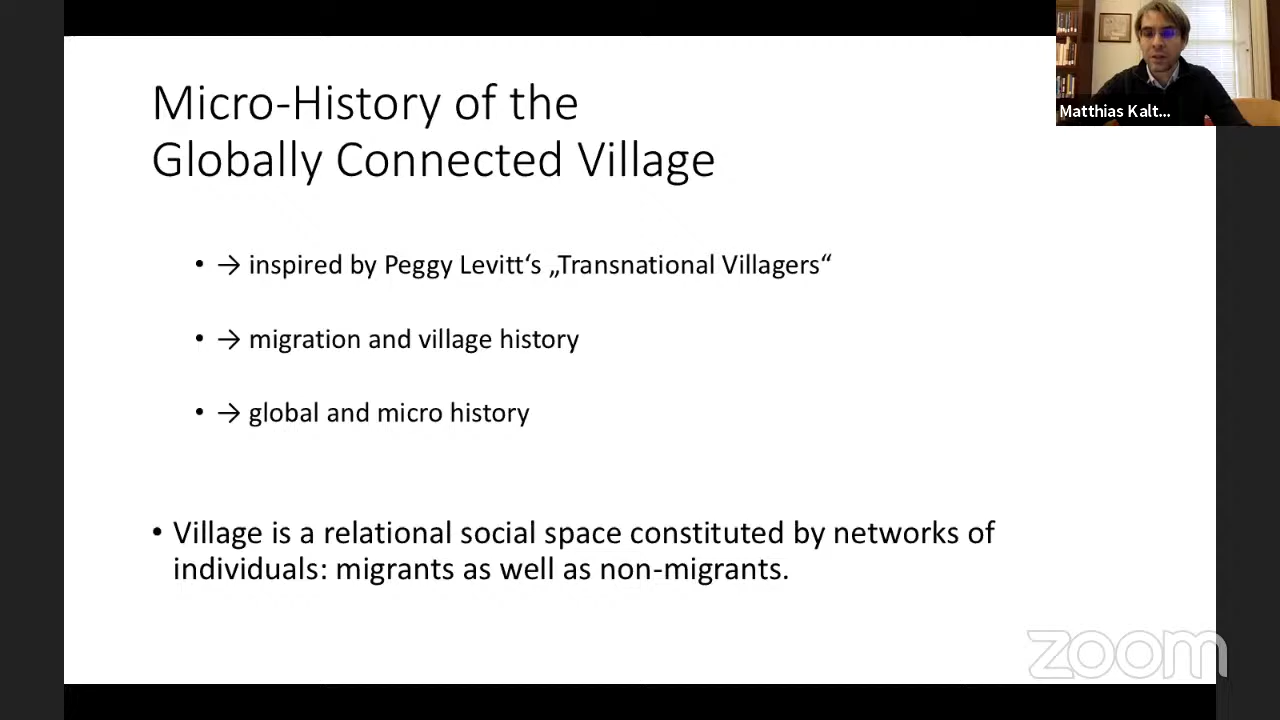 Micro-History of the
Globally Connected Village
• → inspired by Peggy Levitt‘s „Transnational Villagers“
• → migration and village history
• → global and micro history
• Village is a relational social space constituted by networks of
individuals: migrants as well as non-migrants.
Matthias Kalt...
zoom